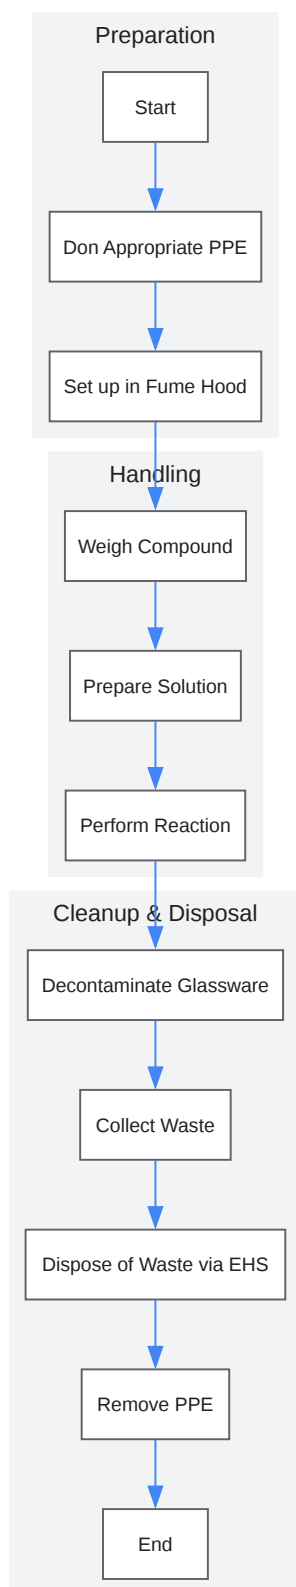 Preparation
Start
Don Appropriate PPE
Set up in Fume Hood
Handling
Weigh Compound
Prepare Solution
Perform Reaction
Cleanup & Disposal
Decontaminate Glassware
Collect Waste
Dispose of Waste via EHS
Remove PPE
End